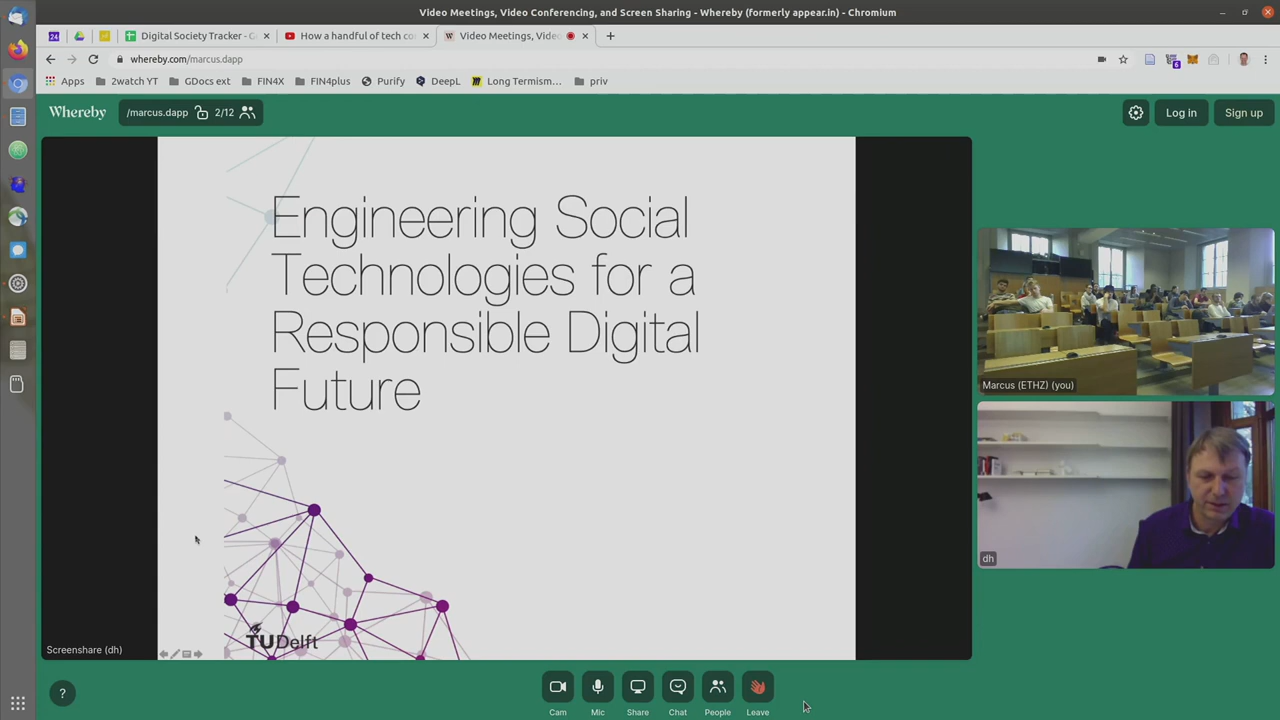 Video Meetings, Video Conferencing, and Screen Sharing - Whereby (formerly appear.in) - Chromium
24
Digital Society Tracker - G
How a handful of tech co
Video Meetings, Vide
whereby.com/marcus.dapp
6
Apps
2watch YT
GDocs ext
FIN4X
FIN4plus
Purify
DeepL
Long Termism...
priv
Whereby
/marcus.dapp
2/12
Log in
Sign up
Engineering Social
Technologies for a
Responsible Digital
Future
TUDelft
Screenshare (dh)
Marcus (ETHZ) (you)
dh
?
Cam
Mic
Share
Chat
People
Leave